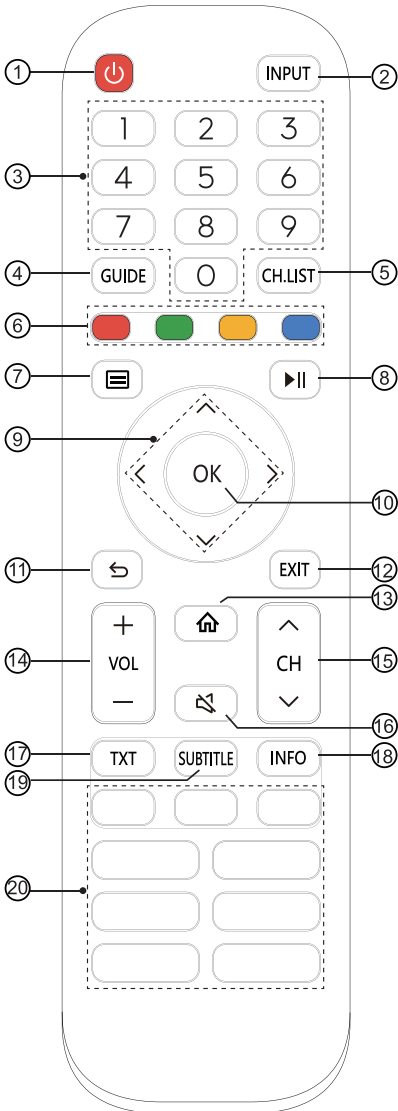 ① INPUT ②
1 2 3
③ 4 5 6
7 8 9
④ GUIDE 0 CH.LIST ⑤
⑥
⑦ ⑧
⑨
OK
⑩
⑪ EXIT ⑫
⑬
+
⑭ VOL CH ⑮
−
⑯
⑰ TXT SUBTITLE INFO ⑱
⑲
⑳